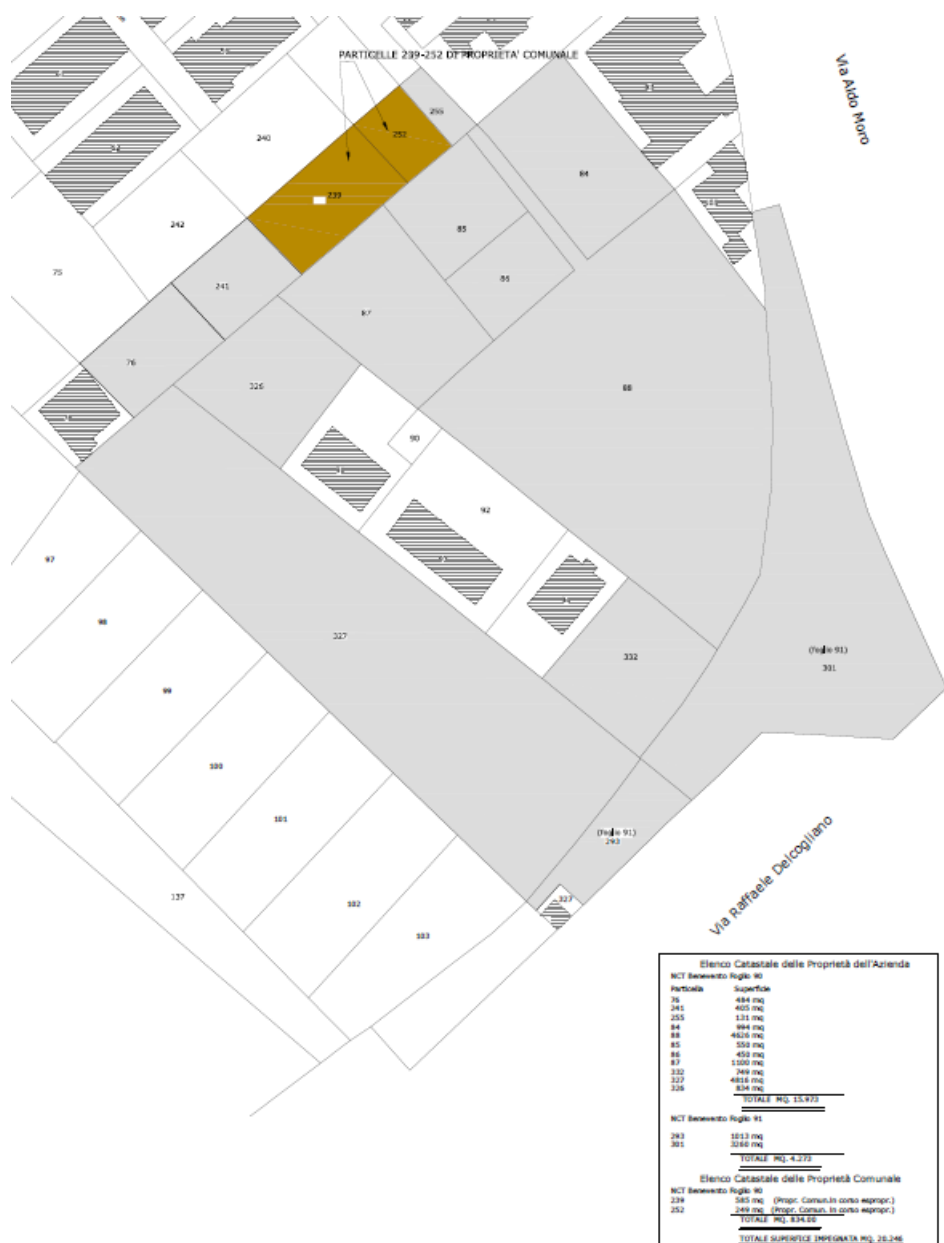 PARTICELLE 239-252 DI PROPRIETA' COMUNALE
Via Aldo Moro
255
252
240
84
239
242
85
75
241
86
87
76
326
88
90
92
97
98
327
332
(foglio 91)
301
99
100
101
(foglio 91)
293
137
102
327
103
Via Raffaele Delcogliano
Elenco Catastale delle Proprietà dell'Azienda
NCT Benevento Foglio 90
Particella Superficie
76 484 mq
241 405 mq
255 131 mq
84 994 mq
88 4626 mq
85 550 mq
86 450 mq
87 1100 mq
332 749 mq
327 4816 mq
326 834 mq
TOTALE MQ. 15.973
NCT Benevento Foglio 91
293 1013 mq
301 3260 mq
TOTALE MQ. 4.273
Elenco Catastale delle Proprietà Comunale
NCT Benevento Foglio 90
239 585 mq (Propr. Comun.in corso espropr.)
252 249 mq (Propr. Comun.in corso espropr.)
TOTALE MQ. 834.00
TOTALE SUPERFICE IMPEGNATA MQ. 20.246